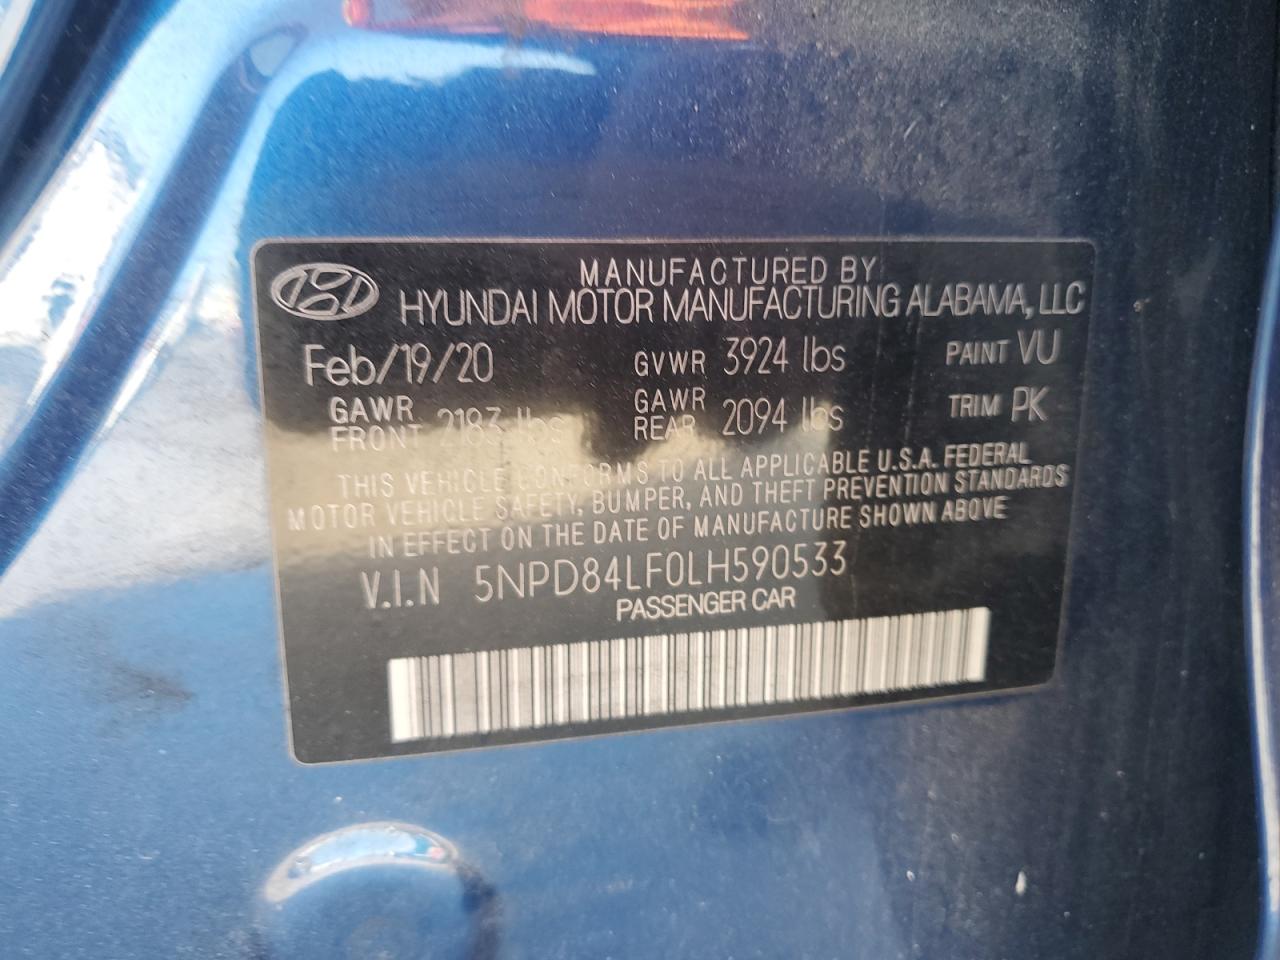 MANUFACTURED BY
HYUNDAI MOTOR MANUFACTURING ALABAMA, LLC
Feb/19/20 GVWR 3924 lbs PAINT VU
GAWR FRONT 2183 lbs GAWR REAR 2094 lbs TRIM PK
THIS VEHICLE CONFORMS TO ALL APPLICABLE U.S.A. FEDERAL
MOTOR VEHICLE SAFETY, BUMPER, AND THEFT PREVENTION STANDARDS
IN EFFECT ON THE DATE OF MANUFACTURE SHOWN ABOVE
V.I.N 5NPD84LF0LH590533
PASSENGER CAR